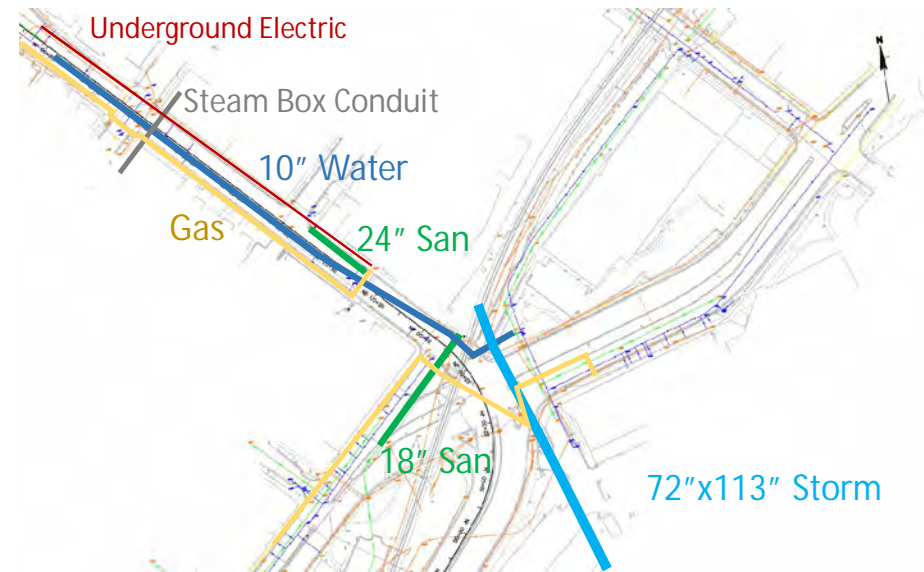 Underground Electric
N
Steam Box Conduit
10" Water
Gas
24" San
18" San
72"x113" Storm